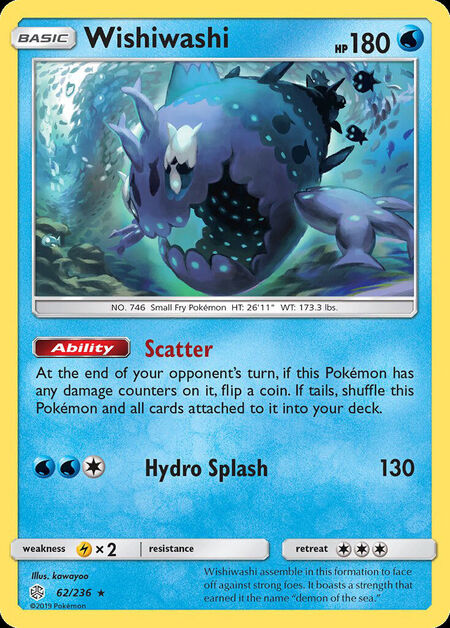 BASIC Wishiwashi HP 180
NO. 746 Small Fry Pokémon HT: 26'11" WT: 173.3 lbs.
Ability Scatter
At the end of your opponent's turn, if this Pokémon has
any damage counters on it, flip a coin. If tails, shuffle this
Pokémon and all cards attached to it into your deck.
Hydro Splash 130
weakness ×2 resistance retreat
Illus. kawayoo
62/236
©2019 Pokémon
Wishiwashi assemble in this formation to face
off against strong foes. It boasts a strength that
earned it the name "demon of the sea."